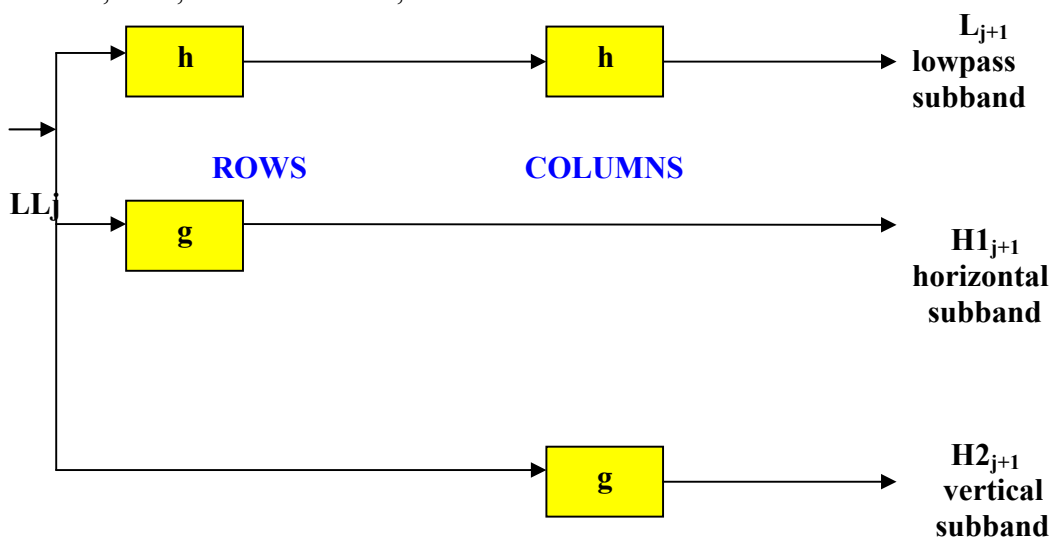 h
h
L_{j+1}
lowpass
subband
ROWS
COLUMNS
LLj
g
H1_{j+1}
horizontal
subband
g
H2_{j+1}
vertical
subband